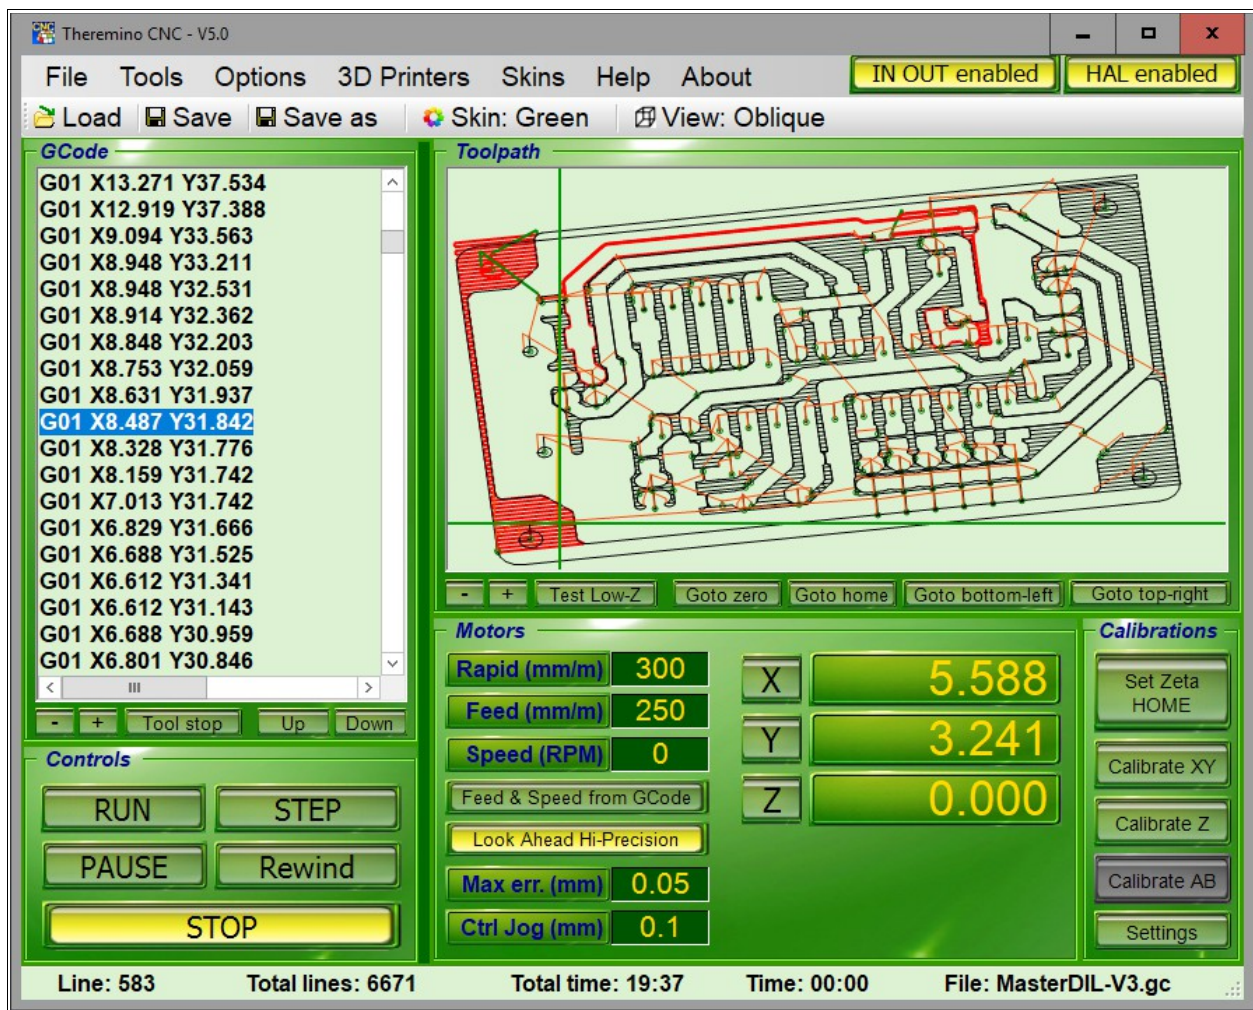 Theremino CNC - V5.0
File Tools Options 3D Printers Skins Help About IN OUT enabled HAL enabled
Load Save Save as Skin: Green View: Oblique
GCode
G01 X13.271 Y37.534
G01 X12.919 Y37.388
G01 X9.094 Y33.563
G01 X8.948 Y33.211
G01 X8.948 Y32.531
G01 X8.914 Y32.362
G01 X8.848 Y32.203
G01 X8.753 Y32.059
G01 X8.631 Y31.937
G01 X8.487 Y31.842
G01 X8.328 Y31.776
G01 X8.159 Y31.742
G01 X7.013 Y31.742
G01 X6.829 Y31.666
G01 X6.688 Y31.525
G01 X6.612 Y31.341
G01 X6.612 Y31.143
G01 X6.688 Y30.959
G01 X6.801 Y30.846
- + Tool stop Up Down
Controls
RUN STEP
PAUSE Rewind
STOP
Toolpath
- + Test Low-Z Goto zero Goto home Goto bottom-left Goto top-right
Motors
Rapid (mm/m) 300
Feed (mm/m) 250
Speed (RPM) 0
Feed & Speed from GCode
Look Ahead Hi-Precision
Max err. (mm) 0.05
Ctrl Jog (mm) 0.1
X 5.588
Y 3.241
Z 0.000
Calibrations
Set Zeta
HOME
Calibrate XY
Calibrate Z
Calibrate AB
Settings
Line: 583 Total lines: 6671 Total time: 19:37 Time: 00:00 File: MasterDIL-V3.gc